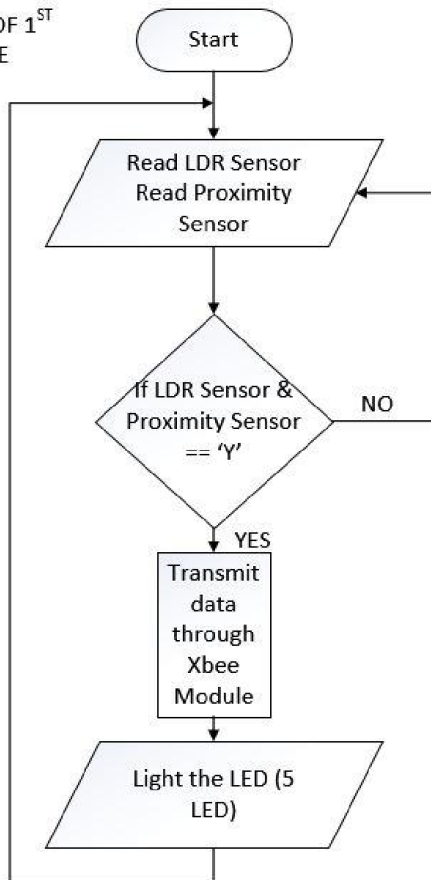 OF 1ST
E
Start
Read LDR Sensor
Read Proximity
Sensor
If LDR Sensor &
Proximity Sensor
== ‘Y’
NO
YES
Transmit
data
through
Xbee
Module
Light the LED (5
LED)